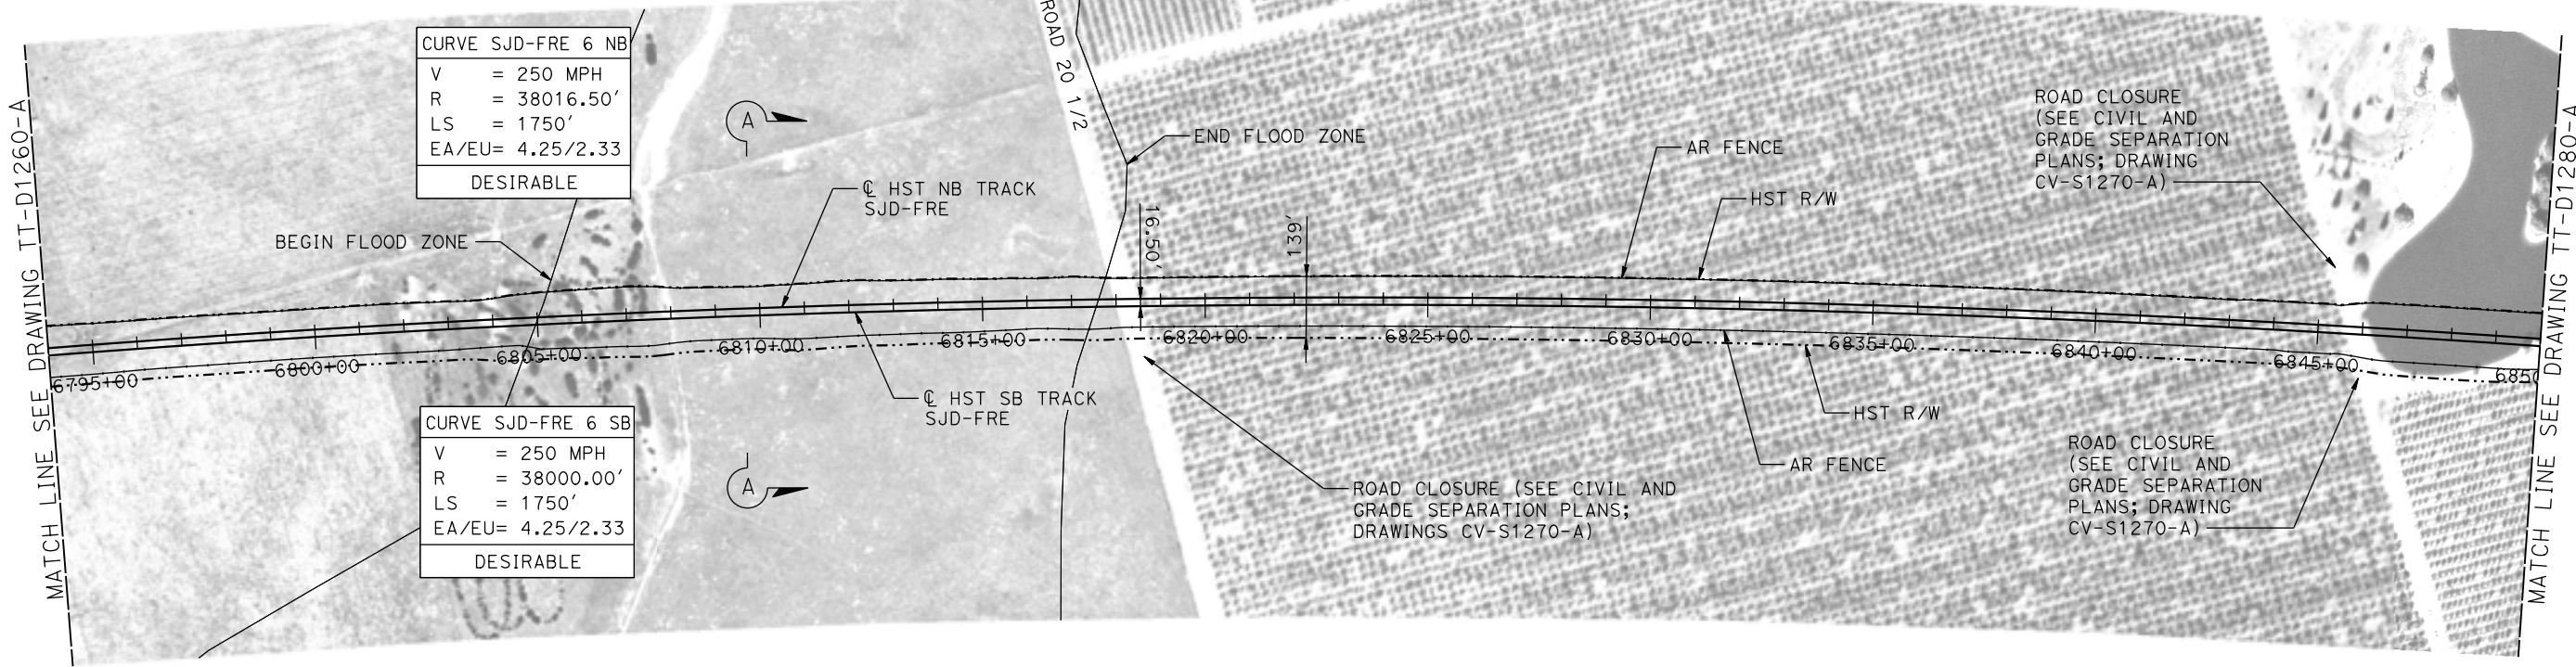 MATCH LINE SEE DRAWING TT-D1260-A
CURVE SJD-FRE 6 NB
V = 250 MPH
R = 38016.50'
LS = 1750'
EA/EU= 4.25/2.33
DESIRABLE
BEGIN FLOOD ZONE
A
℄ HST NB TRACK
SJD-FRE
ROAD 20 1/2
END FLOOD ZONE
16.50'
139'
AR FENCE
HST R/W
ROAD CLOSURE
(SEE CIVIL AND
GRADE SEPARATION
PLANS; DRAWING
CV-S1270-A)
6795+00
6800+00
6805+00
6810+00
6815+00
6820+00
6825+00
6830+00
6835+00
6840+00
6845+00
CURVE SJD-FRE 6 SB
V = 250 MPH
R = 38000.00'
LS = 1750'
EA/EU= 4.25/2.33
DESIRABLE
A
℄ HST SB TRACK
SJD-FRE
ROAD CLOSURE (SEE CIVIL AND
GRADE SEPARATION PLANS;
DRAWINGS CV-S1270-A)
AR FENCE
HST R/W
ROAD CLOSURE
(SEE CIVIL AND
GRADE SEPARATION
PLANS; DRAWING
CV-S1270-A)
MATCH LINE SEE DRAWING TT-D1280-A